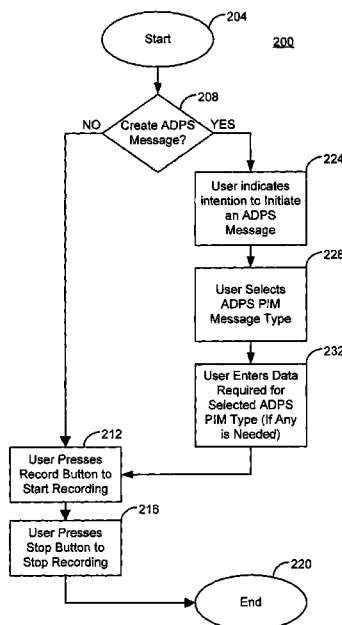 204
Start
200
208
NO
Create ADPS
Message?
YES
224
User indicates
intention to Initiate
an ADPS
Message
228
User Selects
ADPS PIM
Message Type
232
User Enters Data
Required for
Selected ADPS
PIM Type (If Any
is Needed)
212
User Presses
Record Button to
Start Recording
216
User Presses
Stop Button to
Stop Recording
220
End